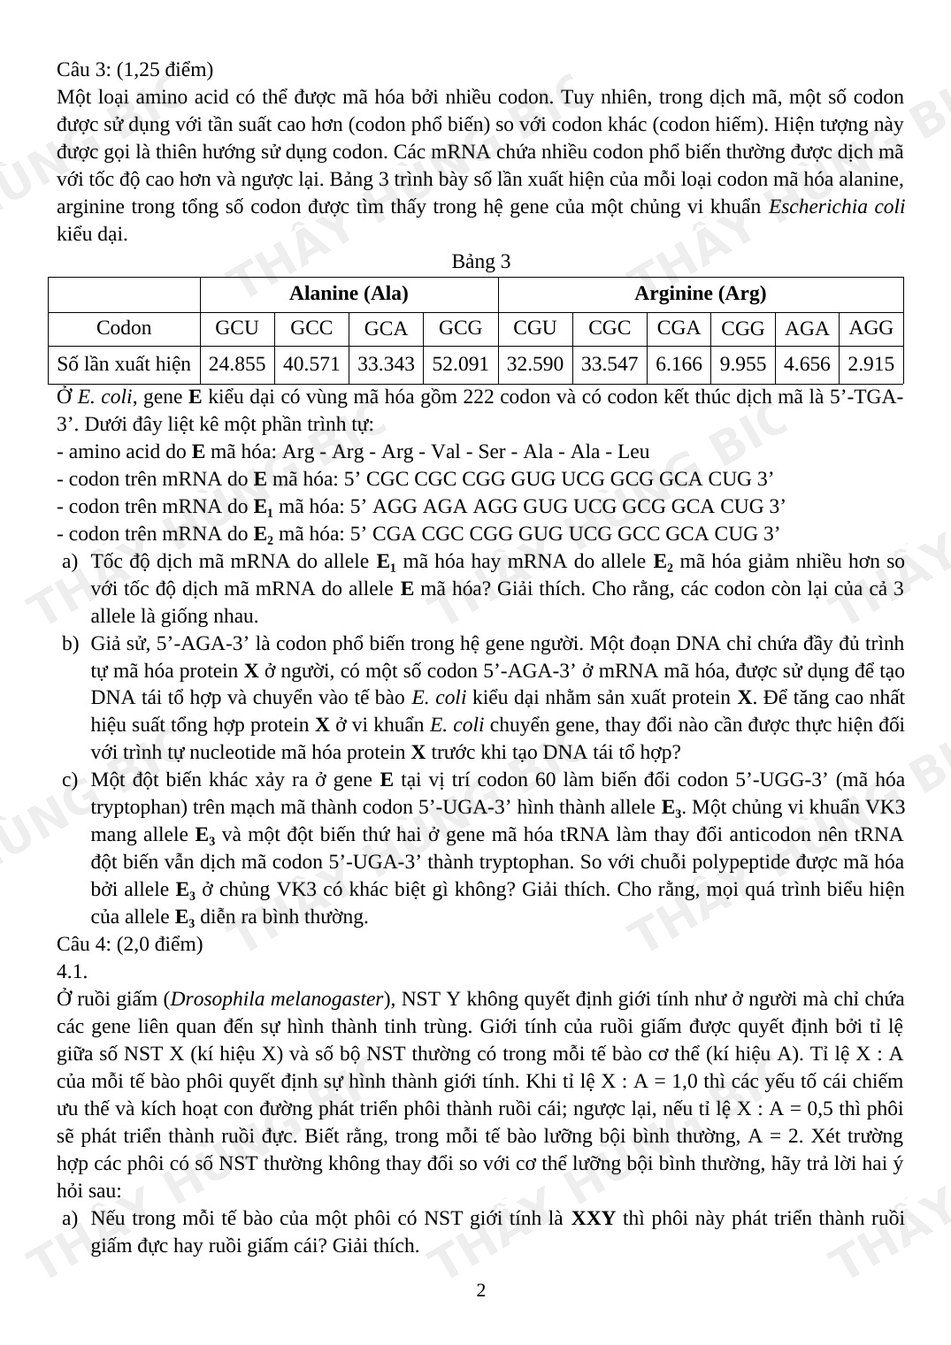 Câu 3: (1,25 điểm)
Một loại amino acid có thể được mã hóa bởi nhiều codon. Tuy nhiên, trong dịch mã, một số codon
được sử dụng với tần suất cao hơn (codon phổ biến) so với codon khác (codon hiếm). Hiện tượng này
được gọi là thiên hướng sử dụng codon. Các mRNA chứa nhiều codon phổ biến thường được dịch mã
với tốc độ cao hơn và ngược lại. Bảng 3 trình bày số lần xuất hiện của mỗi loại codon mã hóa alanine,
arginine trong tổng số codon được tìm thấy trong hệ gene của một chủng vi khuẩn Escherichia coli
kiểu dại.
Bảng 3
Alanine (Ala) Arginine (Arg)
Codon GCU GCC GCA GCG CGU CGC CGA CGG AGA AGG
Số lần xuất hiện 24.855 40.571 33.343 52.091 32.590 33.547 6.166 9.955 4.656 2.915
Ở E. coli, gene E kiểu dại có vùng mã hóa gồm 222 codon và có codon kết thúc dịch mã là 5’-TGA-
3’. Dưới đây liệt kê một phần trình tự:
- amino acid do E mã hóa: Arg - Arg - Arg - Val - Ser - Ala - Ala - Leu
- codon trên mRNA do E mã hóa: 5’ CGC CGC CGG GUG UCG GCG GCA CUG 3’
- codon trên mRNA do E1 mã hóa: 5’ AGG AGA AGG GUG UCG GCG GCA CUG 3’
- codon trên mRNA do E2 mã hóa: 5’ CGA CGC CGG GUG UCG GCC GCA CUG 3’
a) Tốc độ dịch mã mRNA do allele E1 mã hóa hay mRNA do allele E2 mã hóa giảm nhiều hơn so
với tốc độ dịch mã mRNA do allele E mã hóa? Giải thích. Cho rằng, các codon còn lại của cả 3
allele là giống nhau.
b) Giả sử, 5’-AGA-3’ là codon phổ biến trong hệ gene người. Một đoạn DNA chỉ chứa đầy đủ trình
tự mã hóa protein X ở người, có một số codon 5’-AGA-3’ ở mRNA mã hóa, được sử dụng để tạo
DNA tái tổ hợp và chuyển vào tế bào E. coli kiểu dại nhằm sản xuất protein X. Để tăng cao nhất
hiệu suất tổng hợp protein X ở vi khuẩn E. coli chuyển gene, thay đổi nào cần được thực hiện đối
với trình tự nucleotide mã hóa protein X trước khi tạo DNA tái tổ hợp?
c) Một đột biến khác xảy ra ở gene E tại vị trí codon 60 làm biến đổi codon 5’-UGG-3’ (mã hóa
tryptophan) trên mạch mã thành codon 5’-UGA-3’ hình thành allele E3. Một chủng vi khuẩn VK3
mang allele E3 và một đột biến thứ hai ở gene mã hóa tRNA làm thay đổi anticodon nên tRNA
đột biến vẫn dịch mã codon 5’-UGA-3’ thành tryptophan. So với chuỗi polypeptide được mã hóa
bởi allele E3 ở chủng VK3 có khác biệt gì không? Giải thích. Cho rằng, mọi quá trình biểu hiện
của allele E3 diễn ra bình thường.
Câu 4: (2,0 điểm)
4.1.
Ở ruồi giấm (Drosophila melanogaster), NST Y không quyết định giới tính như ở người mà chỉ chứa
các gene liên quan đến sự hình thành tinh trùng. Giới tính của ruồi giấm được quyết định bởi tỉ lệ
giữa số NST X (kí hiệu X) và số bộ NST thường có trong mỗi tế bào cơ thể (kí hiệu A). Tỉ lệ X : A
của mỗi tế bào phôi quyết định sự hình thành giới tính. Khi tỉ lệ X : A = 1,0 thì các yếu tố cái chiếm
ưu thế và kích hoạt con đường phát triển phôi thành ruồi cái; ngược lại, nếu tỉ lệ X : A = 0,5 thì phôi
sẽ phát triển thành ruồi đực. Biết rằng, trong mỗi tế bào lưỡng bội bình thường, A = 2. Xét trường
hợp các phôi có số NST thường không thay đổi so với cơ thể lưỡng bội bình thường, hãy trả lời hai ý
hỏi sau:
a) Nếu trong mỗi tế bào của một phôi có NST giới tính là XXY thì phôi này phát triển thành ruồi
giấm đực hay ruồi giấm cái? Giải thích.
2
THẦY HÙNG BIC